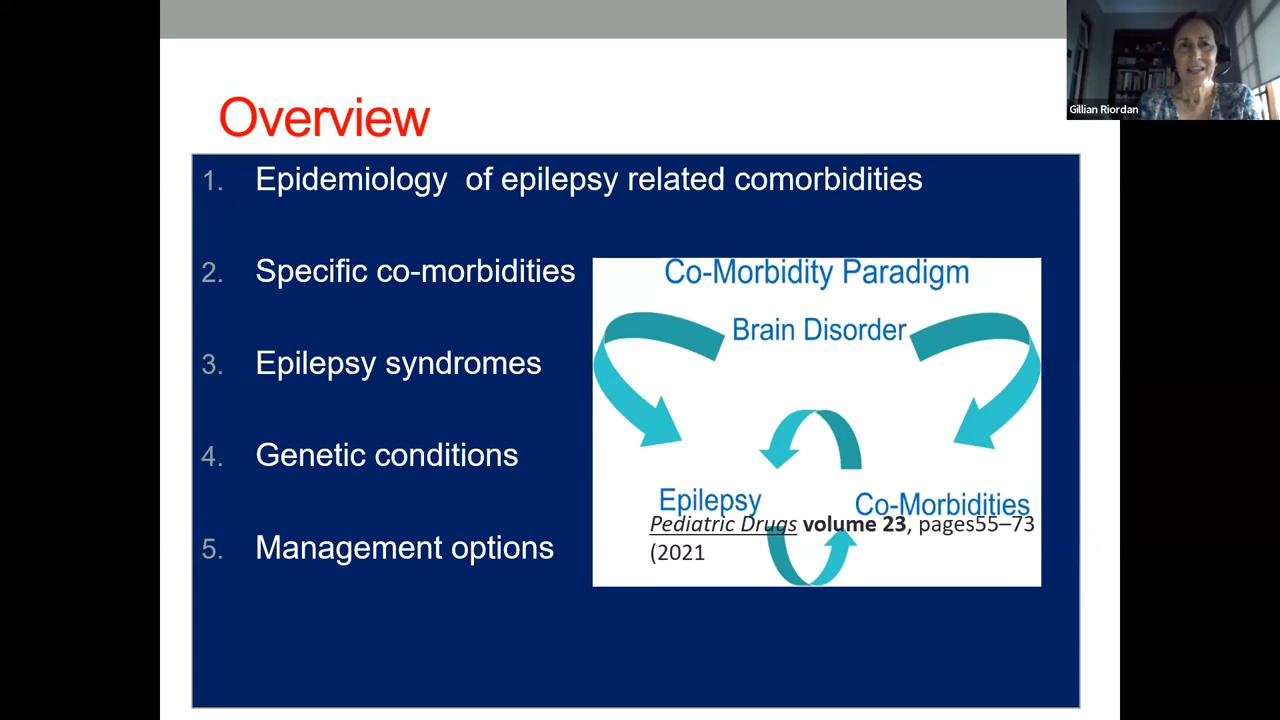 Gillian Riordan
Overview
1. Epidemiology of epilepsy related comorbidities
2. Specific co-morbidities
3. Epilepsy syndromes
4. Genetic conditions
5. Management options
Co-Morbidity Paradigm
Brain Disorder
Epilepsy
Co-Morbidities
Pediatric Drugs volume 23, pages55–73
(2021